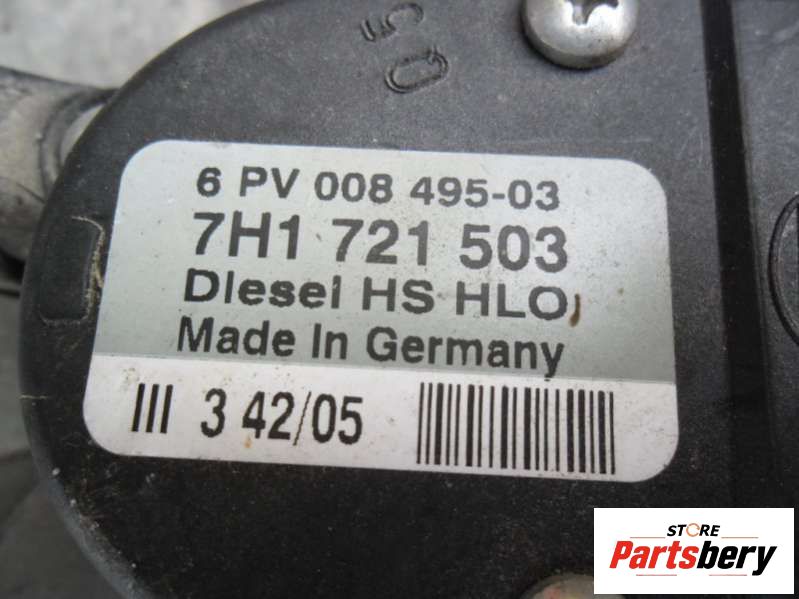 50
6 PV 008 495-03
7H1 721 503
Diesel HS HLO
Made in Germany
III 3 42/05
STORE
Partsbery